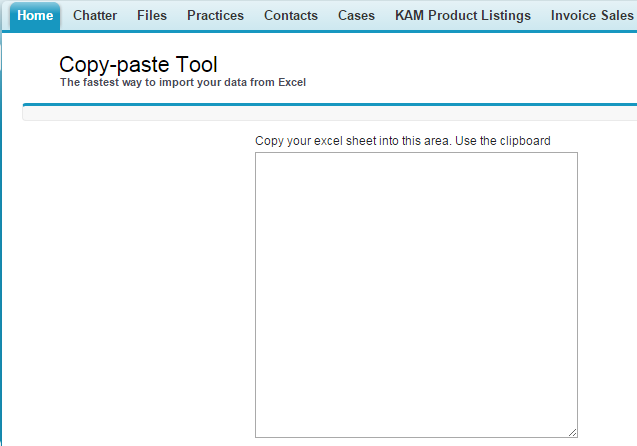 Home Chatter Files Practices Contacts Cases KAM Product Listings Invoice Sales
Copy-paste Tool
The fastest way to import your data from Excel
Copy your excel sheet into this area. Use the clipboard